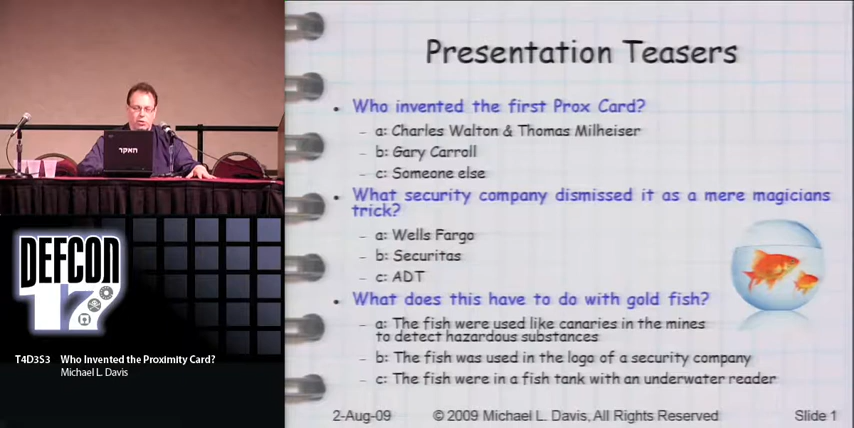 Presentation Teasers
• Who invented the first Prox Card?
– a: Charles Walton & Thomas Milheiser
– b: Gary Carroll
– c: Someone else
• What security company dismissed it as a mere magicians
trick?
– a: Wells Fargo
– b: Securitas
– c: ADT
• What does this have to do with gold fish?
– a: The fish were used like canaries in the mines
to detect hazardous substances
– b: The fish was used in the logo of a security company
– c: The fish were in a fish tank with an underwater reader
2-Aug-09 © 2009 Michael L. Davis, All Rights Reserved Slide 1
האקר
DEFCON
17
T4D3S3 Who Invented the Proximity Card?
Michael L. Davis